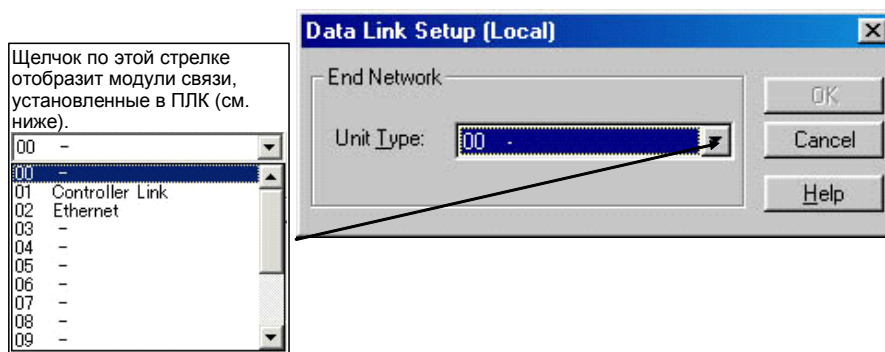 Щелчок по этой стрелке
отобразит модули связи,
установленные в ПЛК (см.
ниже).
00 –
00 –
01 Controller Link
02 Ethernet
03 –
04 –
05 –
06 –
07 –
08 –
09 –
Data Link Setup (Local)
End Network
Unit Type:
00 -
OK
Cancel
Help